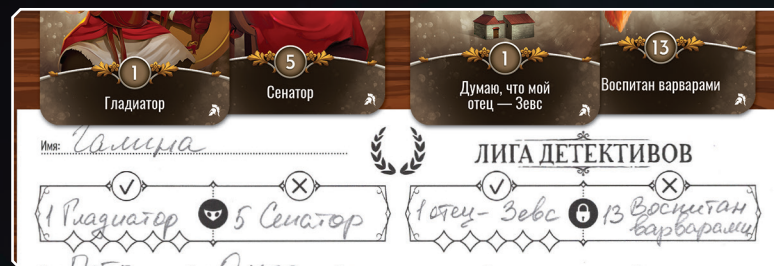 1
Гладиатор
5
Сенатор
1
Думаю, что мой
отец — Зевс
13
Воспитан варварами
Имя: Галина
ЛИГА ДЕТЕКТИВОВ
1 Гладиатор
5 Сенатор
1 отец - Зевс
13 Воспитан
варварами